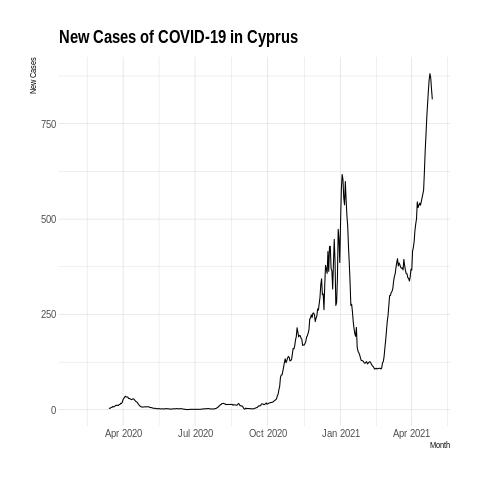 New Cases of COVID-19 in Cyprus
New Cases
750
500
250
0
Apr 2020
Jul 2020
Oct 2020
Jan 2021
Apr 2021
Month